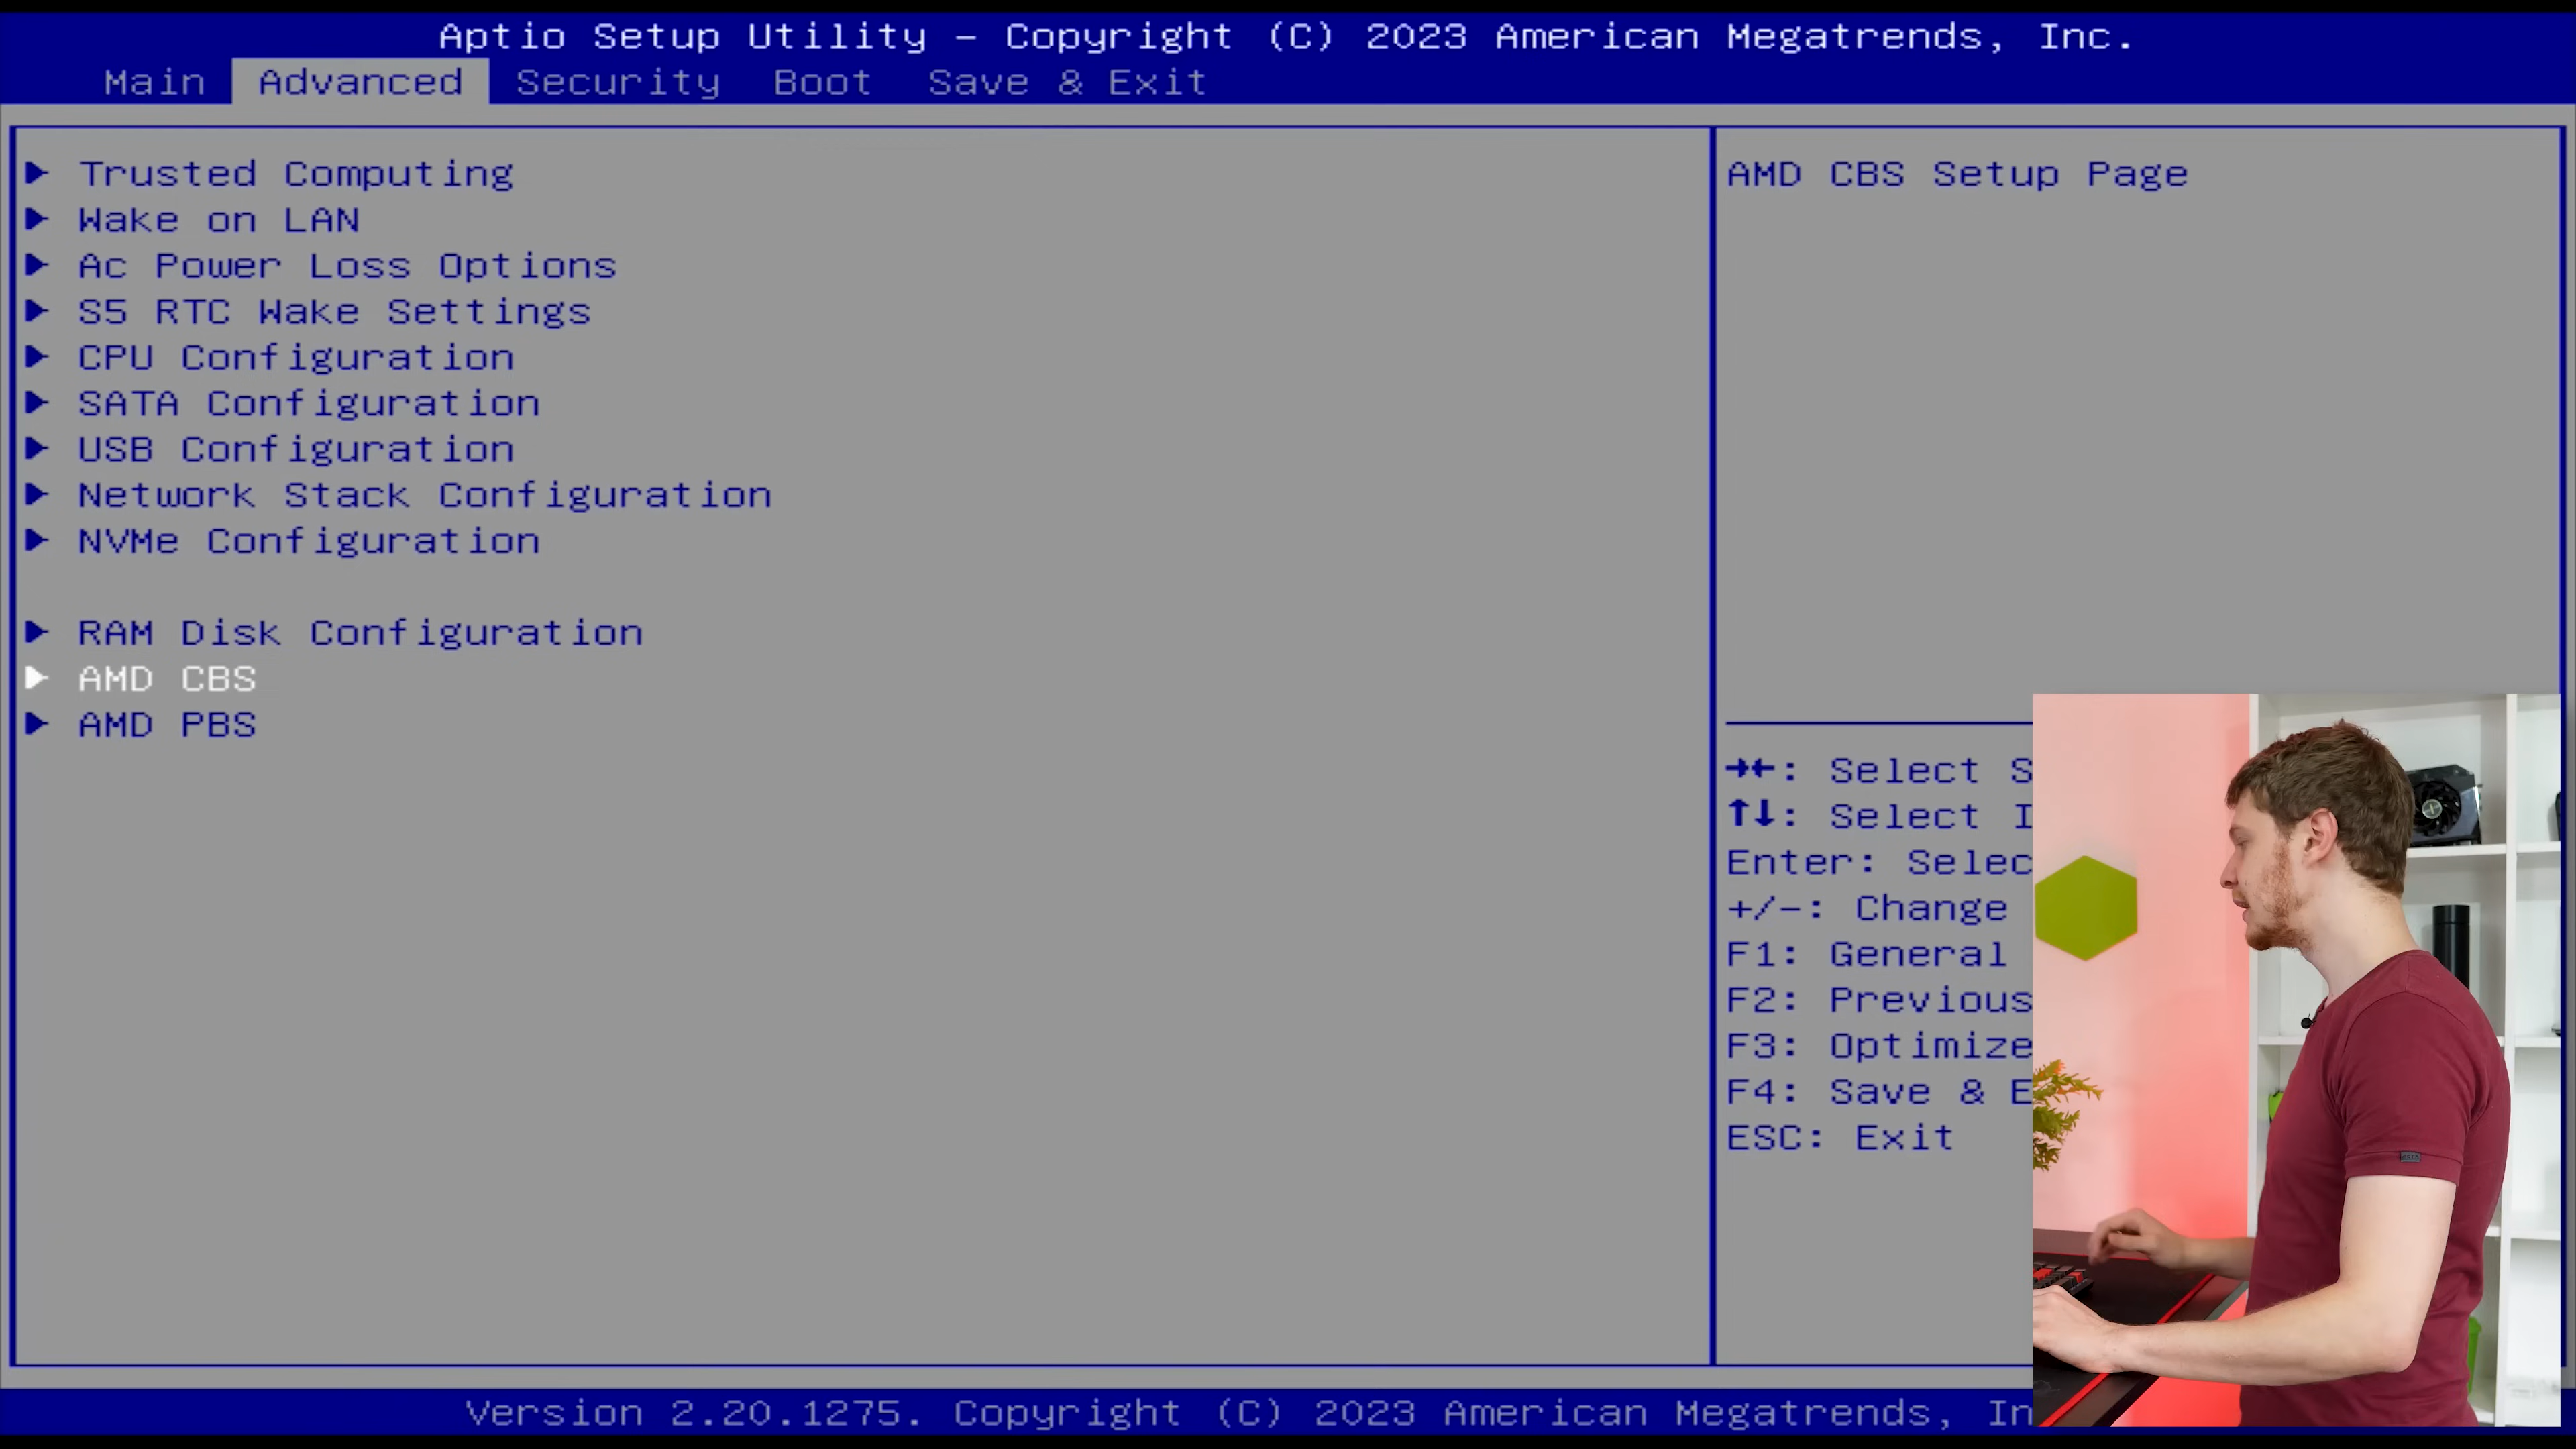 Aptio Setup Utility - Copyright (C) 2023 American Megatrends, Inc.
Main Advanced Security Boot Save & Exit
Trusted Computing
Wake on LAN
Ac Power Loss Options
S5 RTC Wake Settings
CPU Configuration
SATA Configuration
USB Configuration
Network Stack Configuration
NVMe Configuration
RAM Disk Configuration
AMD CBS
AMD PBS
AMD CBS Setup Page
→←: Select S
↑↓: Select I
Enter: Selec
+/-: Change
F1: General
F2: Previous
F3: Optimize
F4: Save & E
ESC: Exit
Version 2.20.1275. Copyright (C) 2023 American Megatrends, In